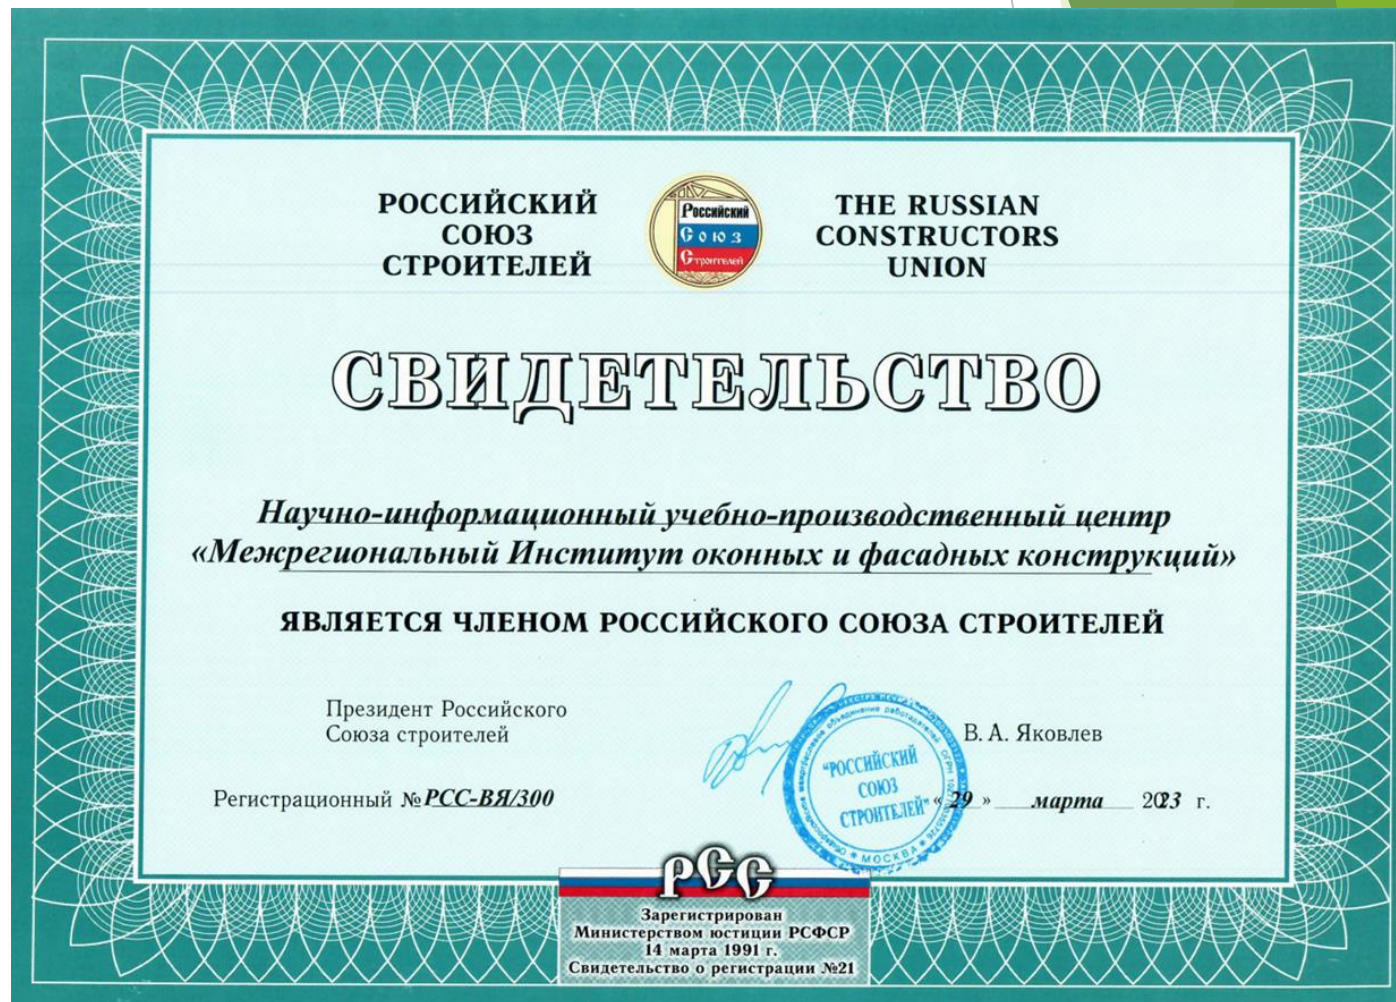 РОССИЙСКИЙ
СОЮЗ
СТРОИТЕЛЕЙ
Российский
Союз
Строителей
THE RUSSIAN
CONSTRUCTORS
UNION
СВИДЕТЕЛЬСТВО
Научно-информационный учебно-производственный центр
«Межрегиональный Институт оконных и фасадных конструкций»
ЯВЛЯЕТСЯ ЧЛЕНОМ РОССИЙСКОГО СОЮЗА СТРОИТЕЛЕЙ
Президент Российского
Союза строителей
В. А. Яковлев
"РОССИЙСКИЙ
СОЮЗ
СТРОИТЕЛЕЙ"
МОСКВА
Регистрационный № РСС-ВЯ/300
« 29 » марта 2023 г.
РСС
Зарегистрирован
Министерством юстиции РСФСР
14 марта 1991 г.
Свидетельство о регистрации №21